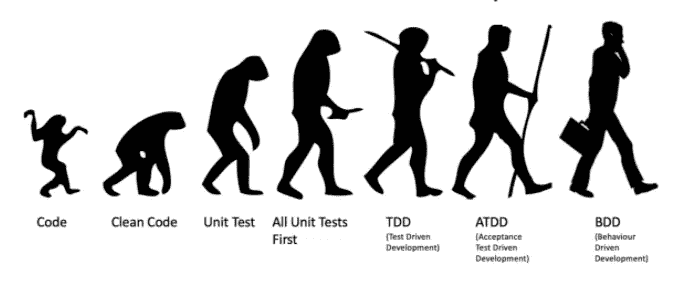 Code
Clean Code
Unit Test
All Unit Tests
First
TDD
(Test Driven
Development)
ATDD
(Acceptance
Test Driven
Development)
BDD
(Behaviour
Driven
Development)